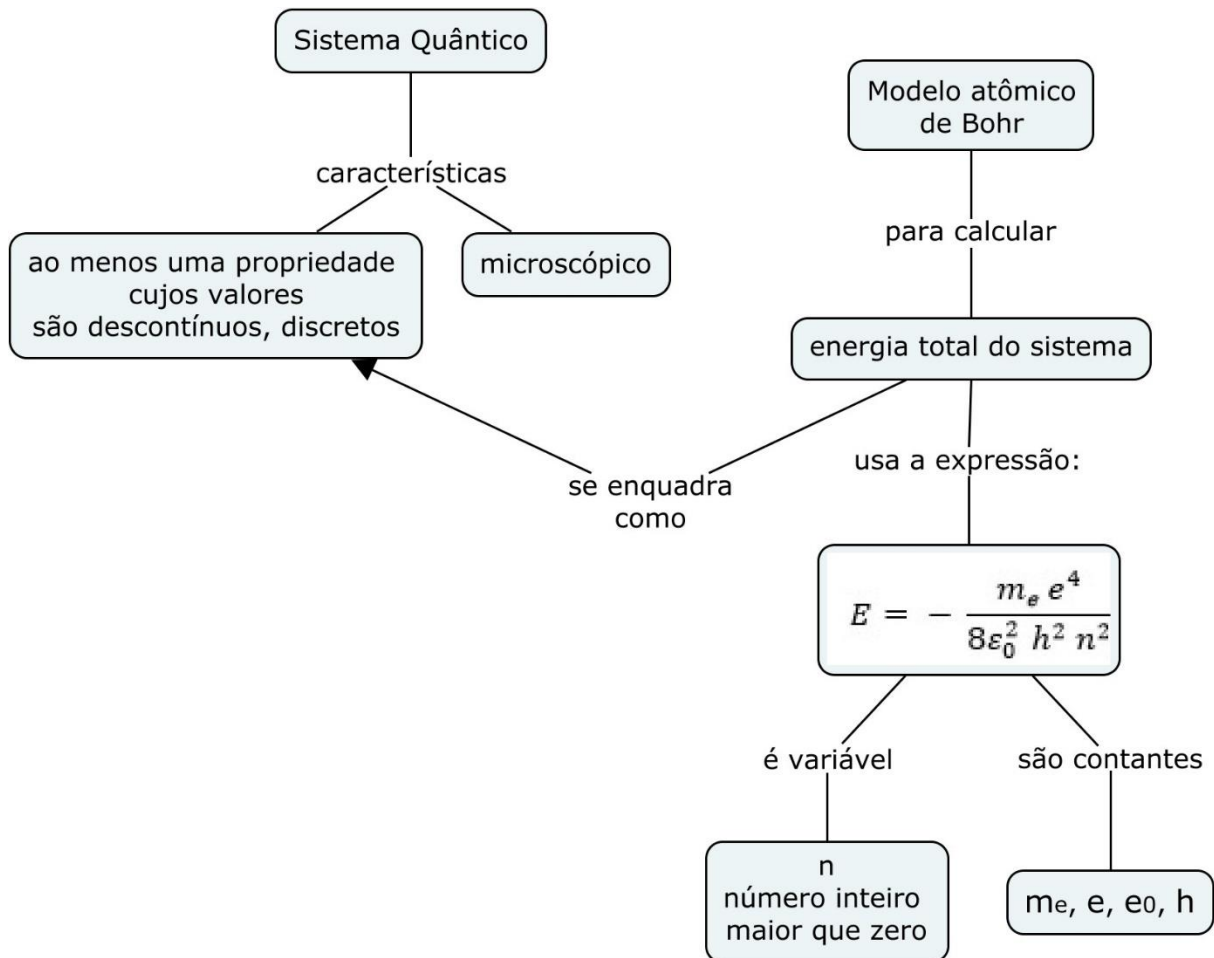 Sistema Quântico
Modelo atômico
de Bohr
características
para calcular
ao menos uma propriedade
cujos valores
são descontínuos, discretos
microscópico
energia total do sistema
se enquadra
como
usa a expressão:
E = − mₑ e⁴ / 8ε₀² h² n²
é variável
são contantes
n
número inteiro
maior que zero
me, e, e0, h